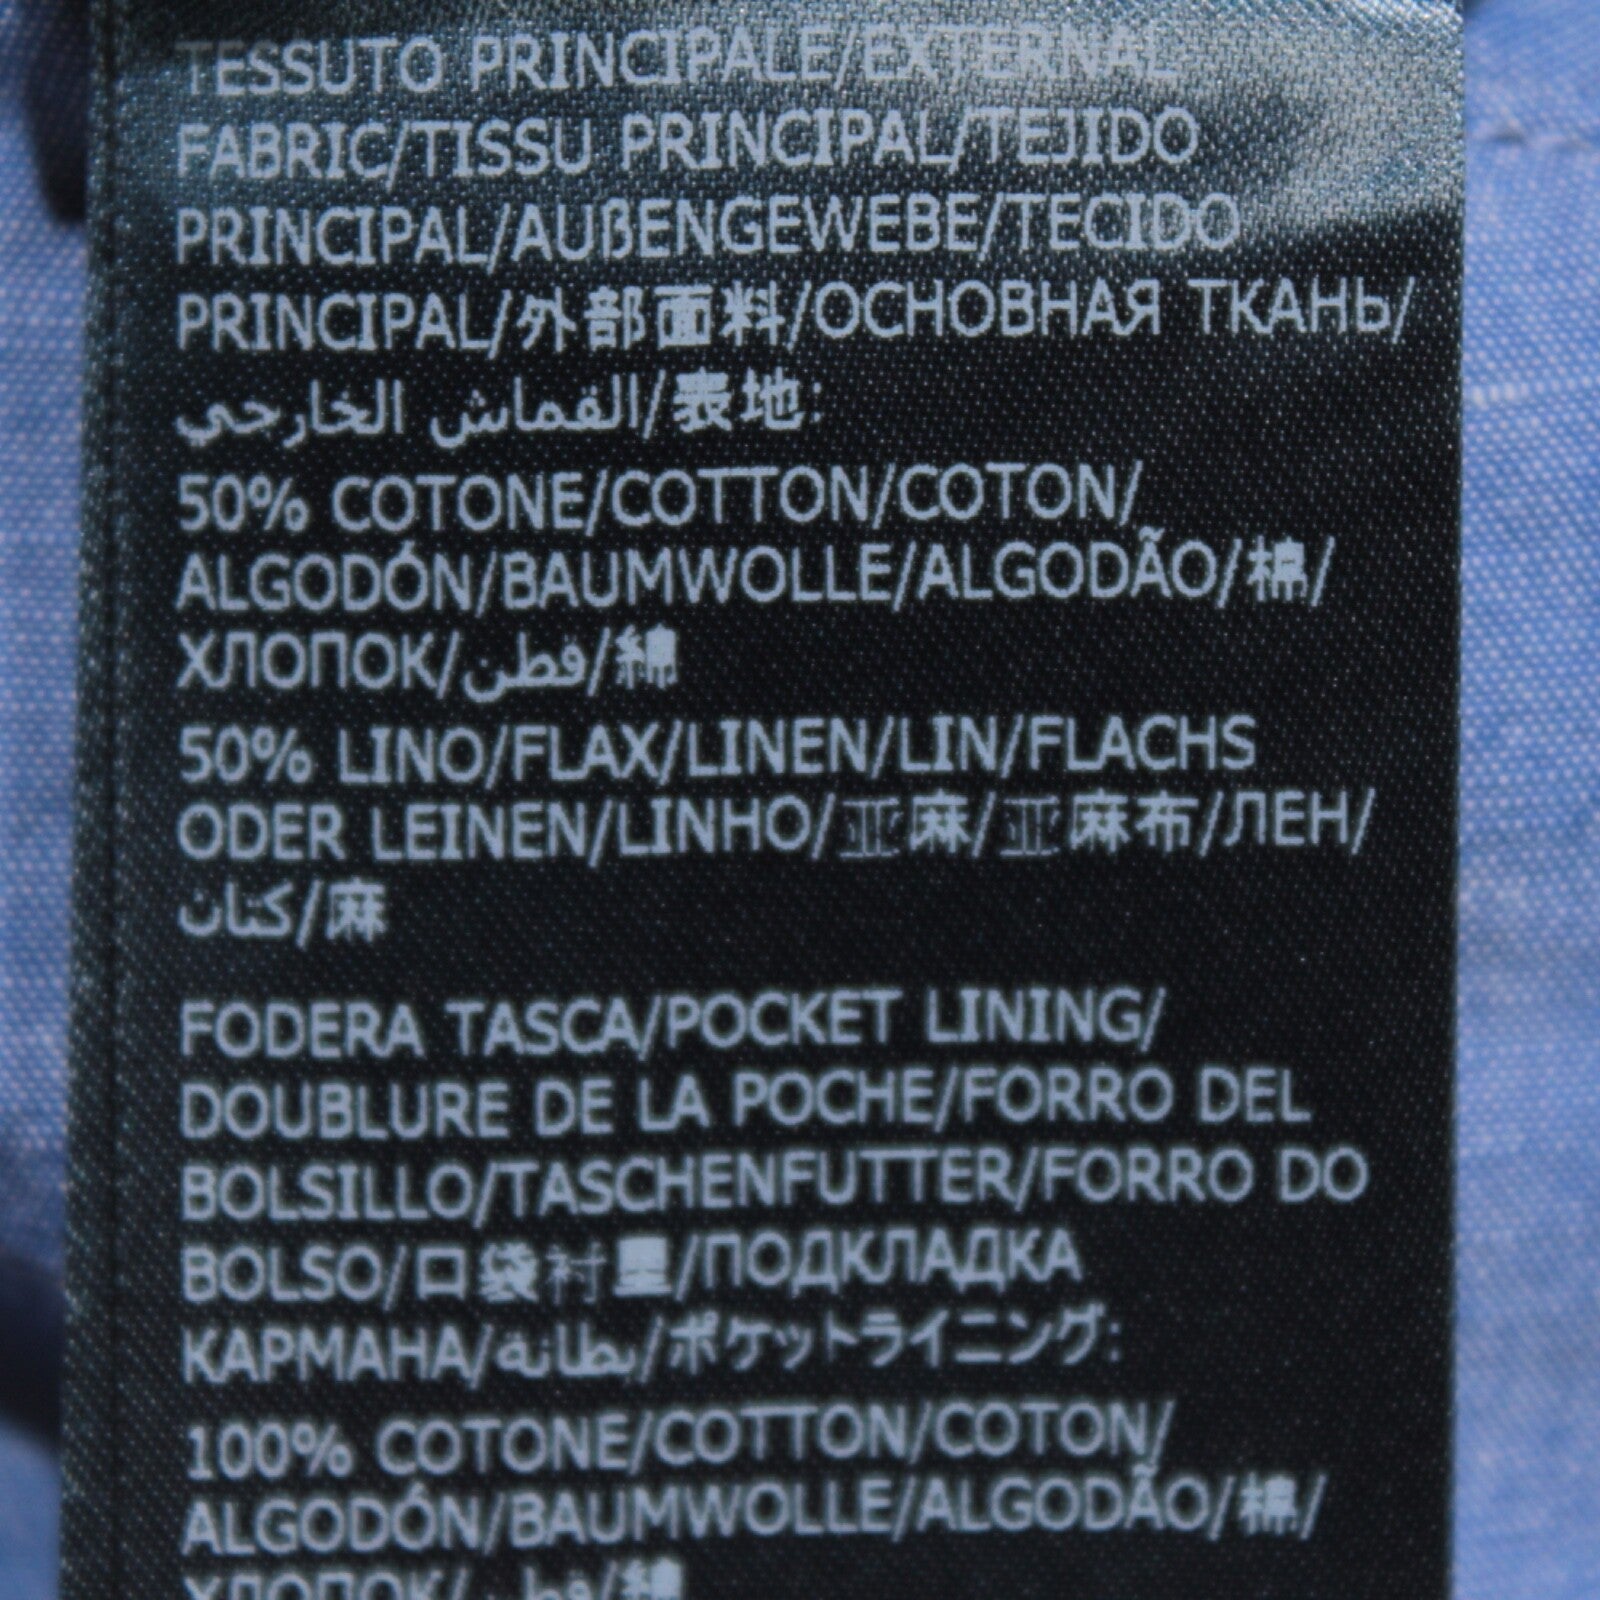 TESSUTO PRINCIPALE/EXTERNAL
FABRIC/TISSU PRINCIPAL/TEJIDO
PRINCIPAL/AUßENGEWEBE/TECIDO
PRINCIPAL/外部面料/ОСНОВНАЯ ТКАНЬ/
القماش الخارجي/表地:
50% COTONE/COTTON/COTON/
ALGODÓN/BAUMWOLLE/ALGODÃO/棉/
ХЛОПОК/قطن/綿
50% LINO/FLAX/LINEN/LIN/FLACHS
ODER LEINEN/LINHO/亚麻/亚麻布/ЛЕН/
كتان/麻
FODERA TASCA/POCKET LINING/
DOUBLURE DE LA POCHE/FORRO DEL
BOLSILLO/TASCHENFUTTER/FORRO DO
BOLSO/口袋衬里/ПОДКЛАДКА
КАРМАНА/بطانه/ポケットライニング:
100% COTONE/COTTON/COTON/
ALGODÓN/BAUMWOLLE/ALGODÃO/棉/
ХЛОПОК/قطن/綿